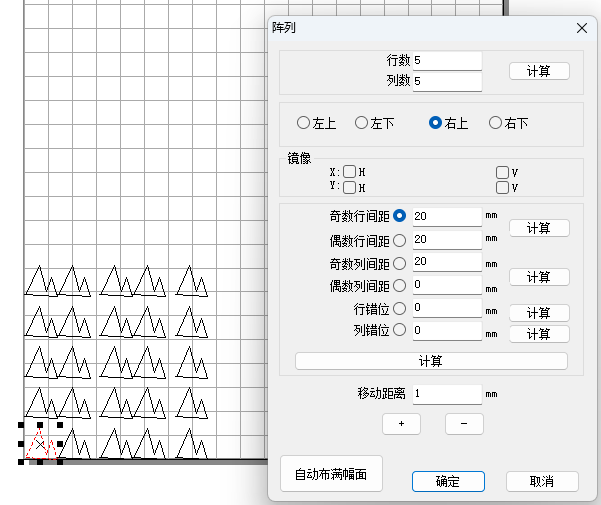 阵列
行数 5
列数 5
计算
左上 左下 右上 右下
镜像
X: H V
Y: H V
奇数行间距 20 mm 计算
偶数行间距 20 mm
奇数列间距 20 mm 计算
偶数列间距 0 mm
行错位 0 mm 计算
列错位 0 mm 计算
计算
移动距离 1 mm
+ -
自动布满幅面 确定 取消